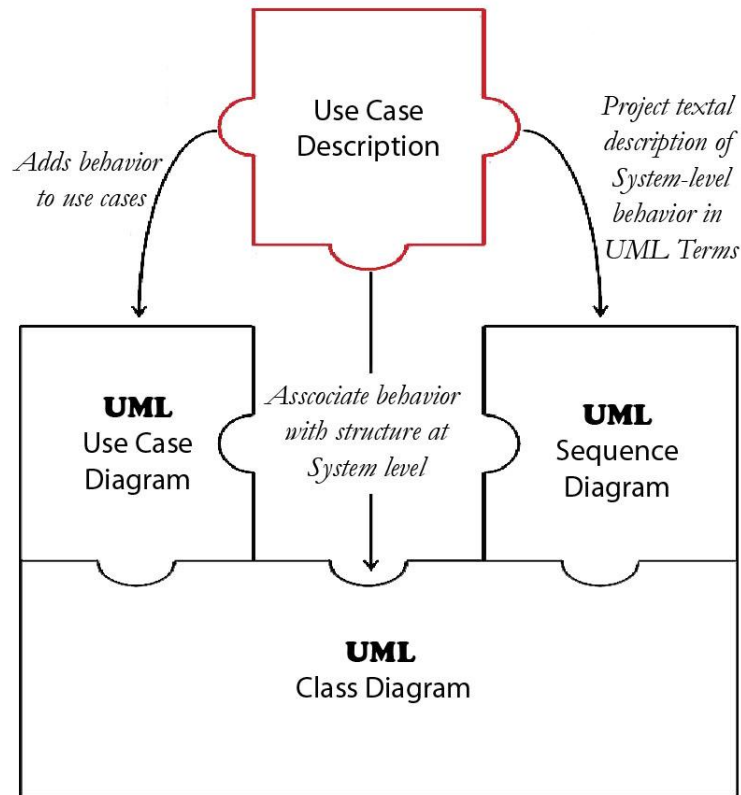 Use Case
Description
Adds behavior
to use cases
Project textal
description of
System-level
behavior in
UML Terms
UML
Use Case
Diagram
Asscociate behavior
with structure at
System level
UML
Sequence
Diagram
UML
Class Diagram